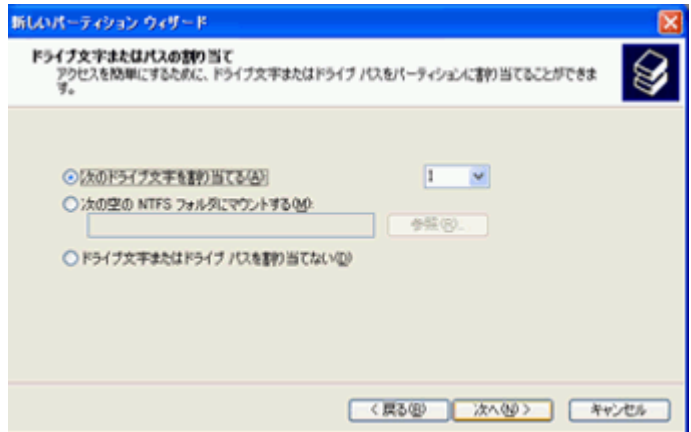 新しいパーティション ウィザード
ドライブ文字またはパスの割り当て
アクセスを簡単にするために、ドライブ文字またはドライブ パスをパーティションに割り当てることができま
す。
次のドライブ文字を割り当てる(A): I
次の空の NTFS フォルダにマウントする(M):
参照(R)...
ドライブ文字またはドライブ パスを割り当てない(D)
< 戻る(B) 次へ(N) > キャンセル